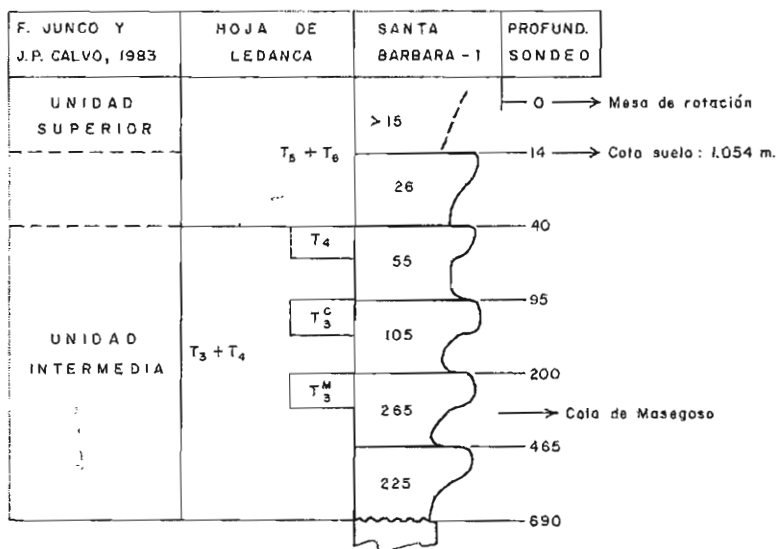 F. JUNCO Y
J.P. CALVO, 1983
HOJA DE
LEDANCA
SANTA
BARBARA - 1
PROFUND.
SONDEO
UNIDAD
SUPERIOR
> 15
0 → Mesa de rotación
T5 + T6
14 → Cota suelo: 1.054 m.
26
40
T4
55
95
T3C
105
UNIDAD
INTERMEDIA
T3 + T4
200
T3M
265
→ Cota de Masegoso
465
225
690